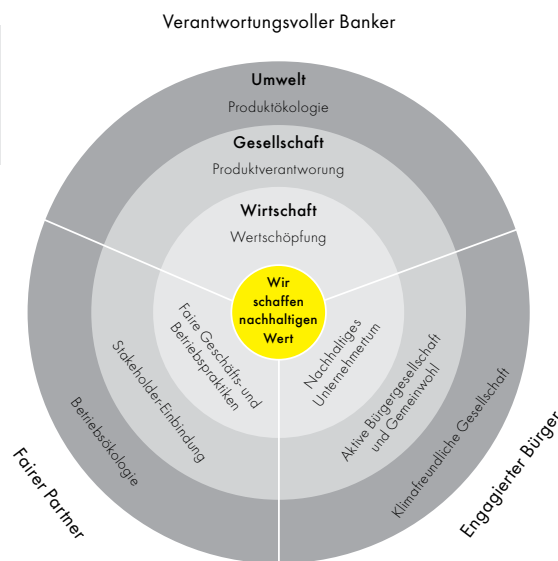 Verantwortungsvoller Banker
Umwelt
Produktökologie
Gesellschaft
Produktverantworung
Wirtschaft
Wertschöpfung
Wir
schaffen
nachhaltigen
Wert
Faire Geschäfts- und
Betriebspraktiken
Stakeholder-Einbindung
Betriebsökologie
Fairer Partner
Nachhaltiges
Unternehmertum
Aktive Bürgergesellschaft
und Gemeinwohl
Klimafreundliche Gesellschaft
Engagierter Bürger